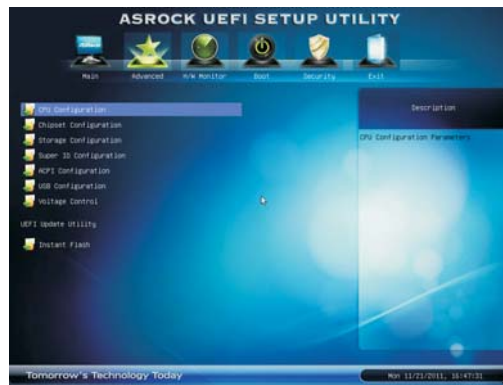 ASROCK UEFI SETUP UTILITY
Main Advanced H/W Monitor Boot Security Exit
CPU Configuration
Chipset Configuration
Storage Configuration
Super IO Configuration
ACPI Configuration
USB Configuration
Voltage Control
UEFI Update Utility
Instant Flash
Description
CPU Configuration Parameters
Tomorrow's Technology Today
Mon 11/21/2011, 16:47:31